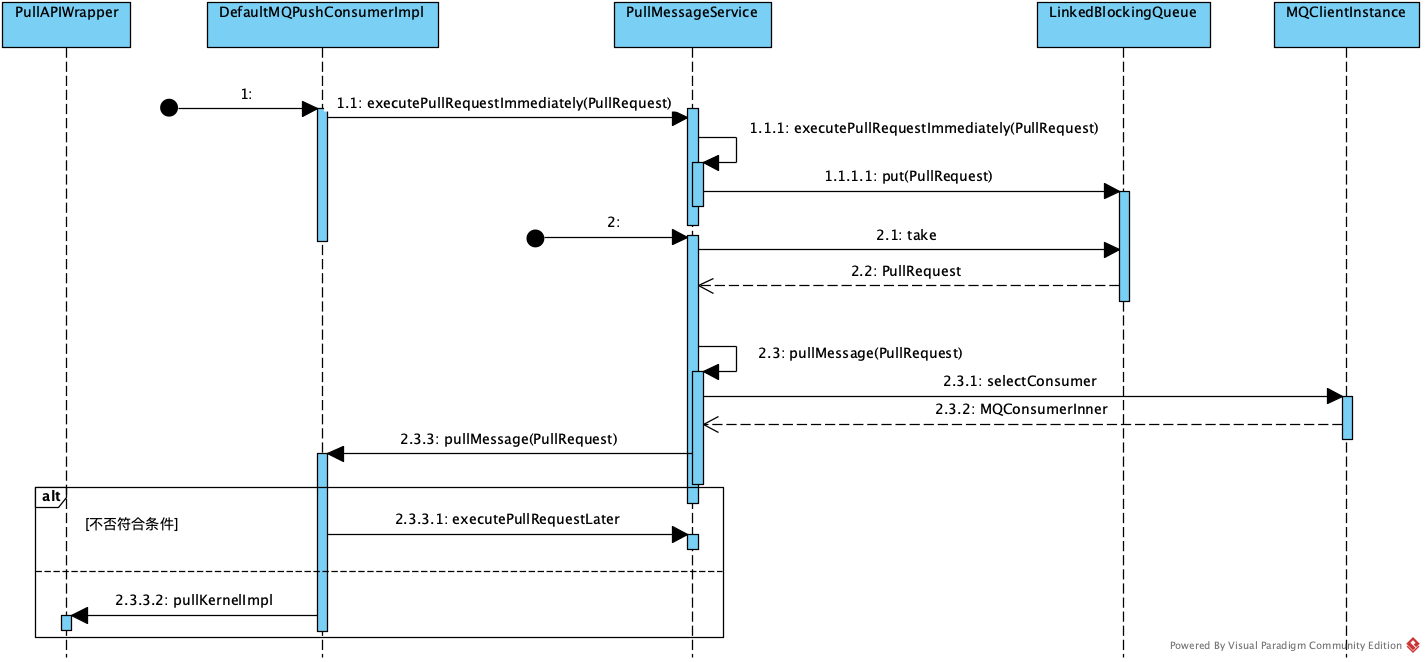 PullAPIWrapper
DefaultMQPushConsumerImpl
PullMessageService
LinkedBlockingQueue
MQClientInstance
1:
1.1: executePullRequestImmediately(PullRequest)
1.1.1: executePullRequestImmediately(PullRequest)
1.1.1.1: put(PullRequest)
2:
2.1: take
2.2: PullRequest
2.3: pullMessage(PullRequest)
2.3.1: selectConsumer
2.3.2: MQConsumerInner
2.3.3: pullMessage(PullRequest)
alt
[不否符合条件]
2.3.3.1: executePullRequestLater
2.3.3.2: pullKernelImpl
Powered By Visual Paradigm Community Edition